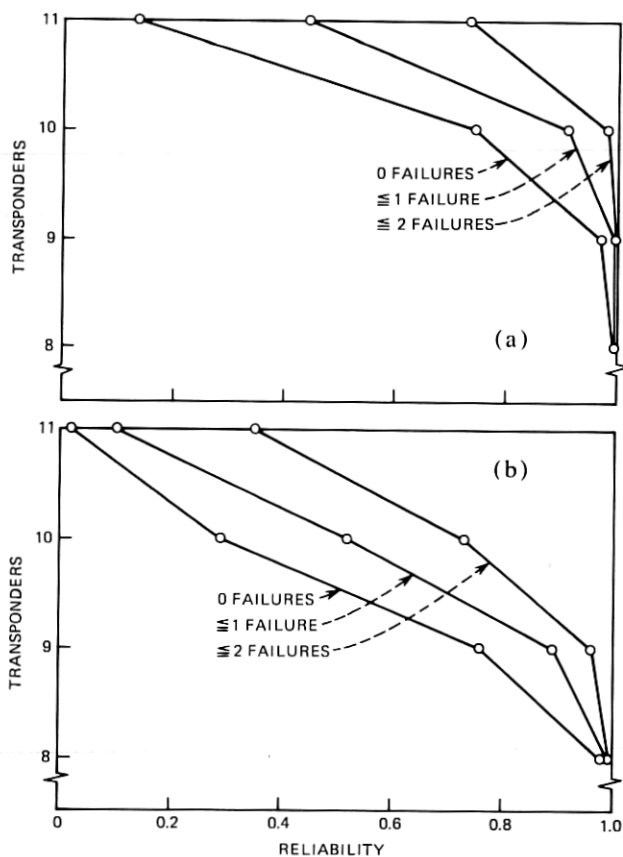 11
10
9
8
TRANSPONDERS
0 FAILURES
≦ 1 FAILURE
≦ 2 FAILURES
(a)
11
10
9
8
TRANSPONDERS
0 FAILURES
≦ 1 FAILURE
≦ 2 FAILURES
(b)
0 0.2 0.4 0.6 0.8 1.0
RELIABILITY